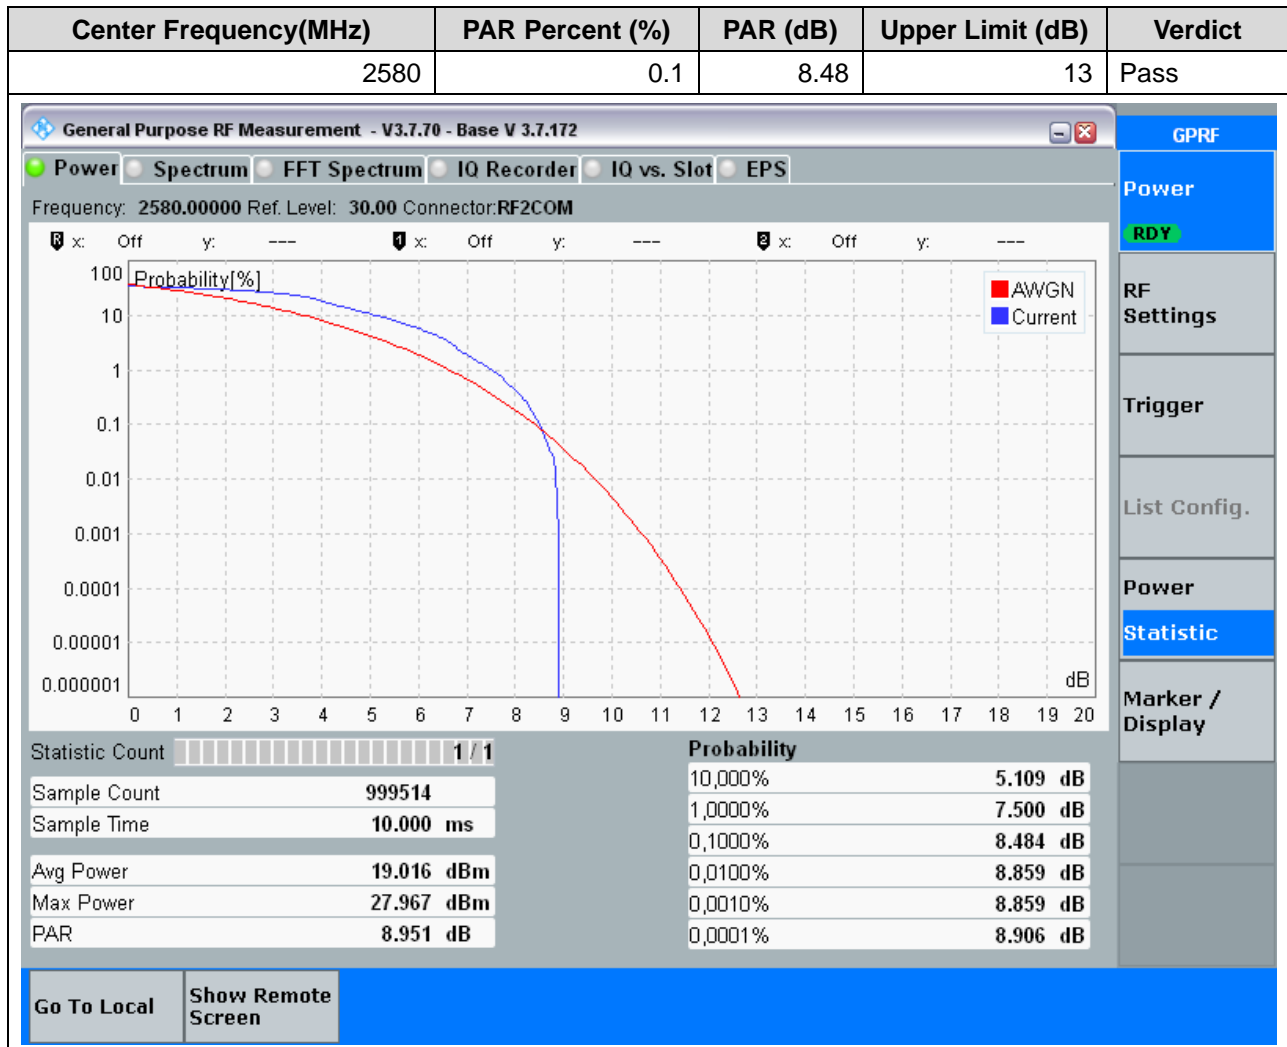 Center Frequency(MHz) PAR Percent (%) PAR (dB) Upper Limit (dB) Verdict
2580 0.1 8.48 13 Pass
General Purpose RF Measurement - V3.7.70 - Base V 3.7.172
GPRF
Power Spectrum FFT Spectrum IQ Recorder IQ vs. Slot EPS
Frequency: 2580.00000 Ref. Level: 30.00 Connector:RF2COM
R x: Off y: --- 1 x: Off y: --- 2 x: Off y: ---
Probability[%]
AWGN
Current
100
10
1
0.1
0.01
0.001
0.0001
0.00001
0.000001
dB
0 1 2 3 4 5 6 7 8 9 10 11 12 13 14 15 16 17 18 19 20
Statistic Count 1 / 1
Sample Count 999514
Sample Time 10.000 ms
Avg Power 19.016 dBm
Max Power 27.967 dBm
PAR 8.951 dB
Probability
10,000% 5.109 dB
1,0000% 7.500 dB
0,1000% 8.484 dB
0,0100% 8.859 dB
0,0010% 8.859 dB
0,0001% 8.906 dB
Power
RDY
RF
Settings
Trigger
List Config.
Power
Statistic
Marker /
Display
Go To Local
Show Remote
Screen